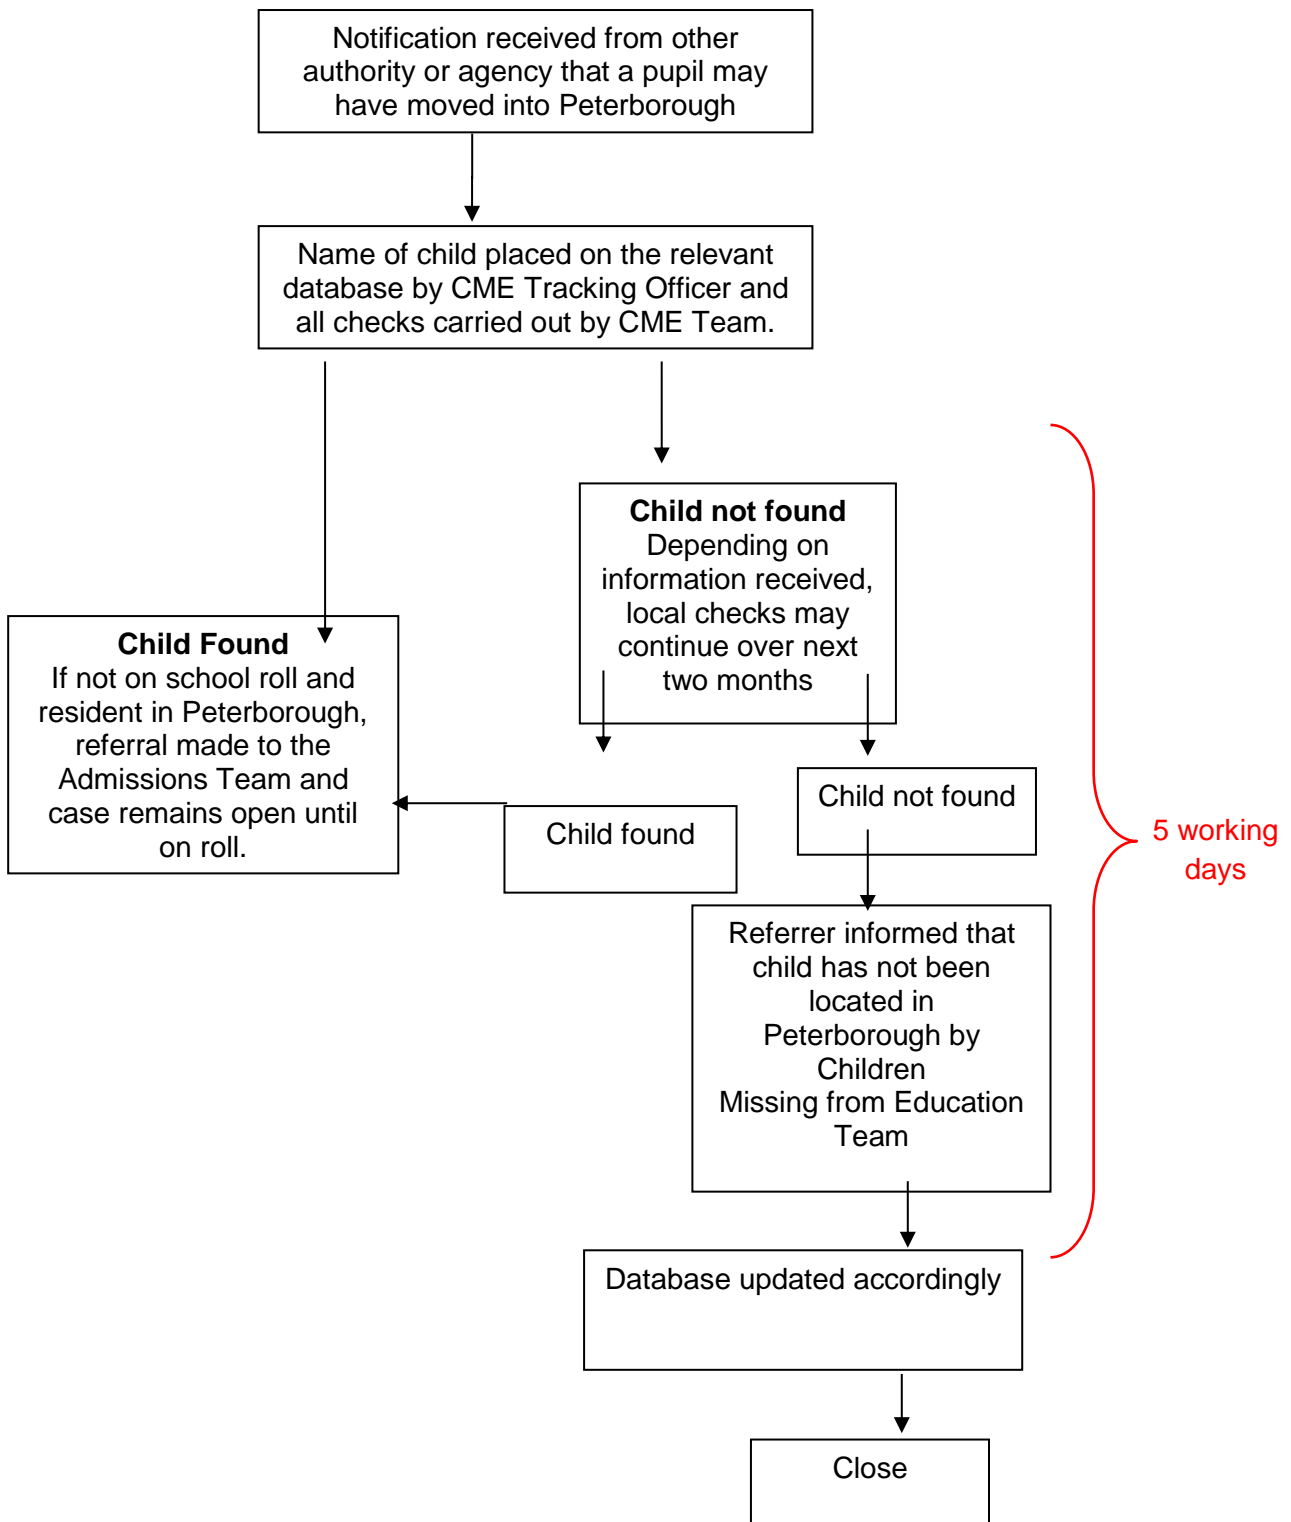 Notification received from other
authority or agency that a pupil may
have moved into Peterborough
Name of child placed on the relevant
database by CME Tracking Officer and
all checks carried out by CME Team.
Child not found
Depending on
information received,
local checks may
continue over next
two months
Child Found
If not on school roll and
resident in Peterborough,
referral made to the
Admissions Team and
case remains open until
on roll.
Child found
Child not found
5 working
days
Referrer informed that
child has not been
located in
Peterborough by
Children
Missing from Education
Team
Database updated accordingly
Close